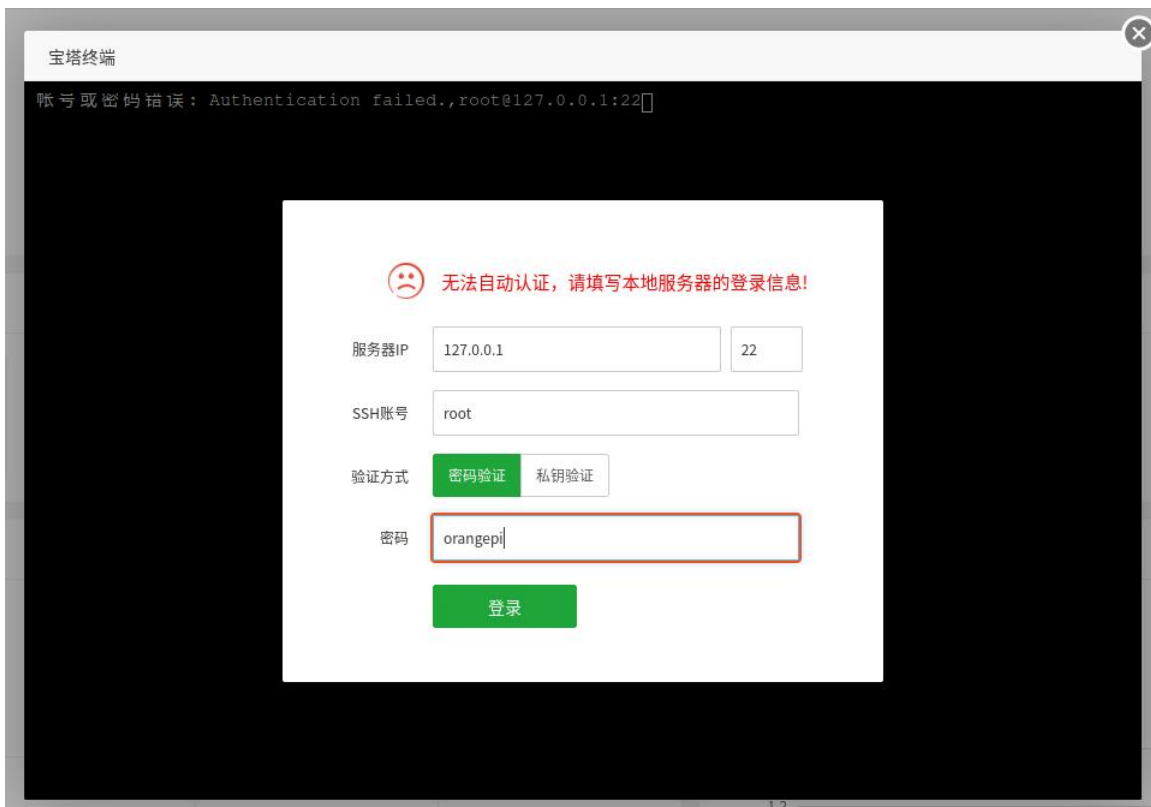 宝塔终端
帐号或密码错误: Authentication failed.,root@127.0.0.1:22
无法自动认证，请填写本地服务器的登录信息!
服务器IP 127.0.0.1 22
SSH账号 root
验证方式 密码验证 私钥验证
密码 orangepi
登录